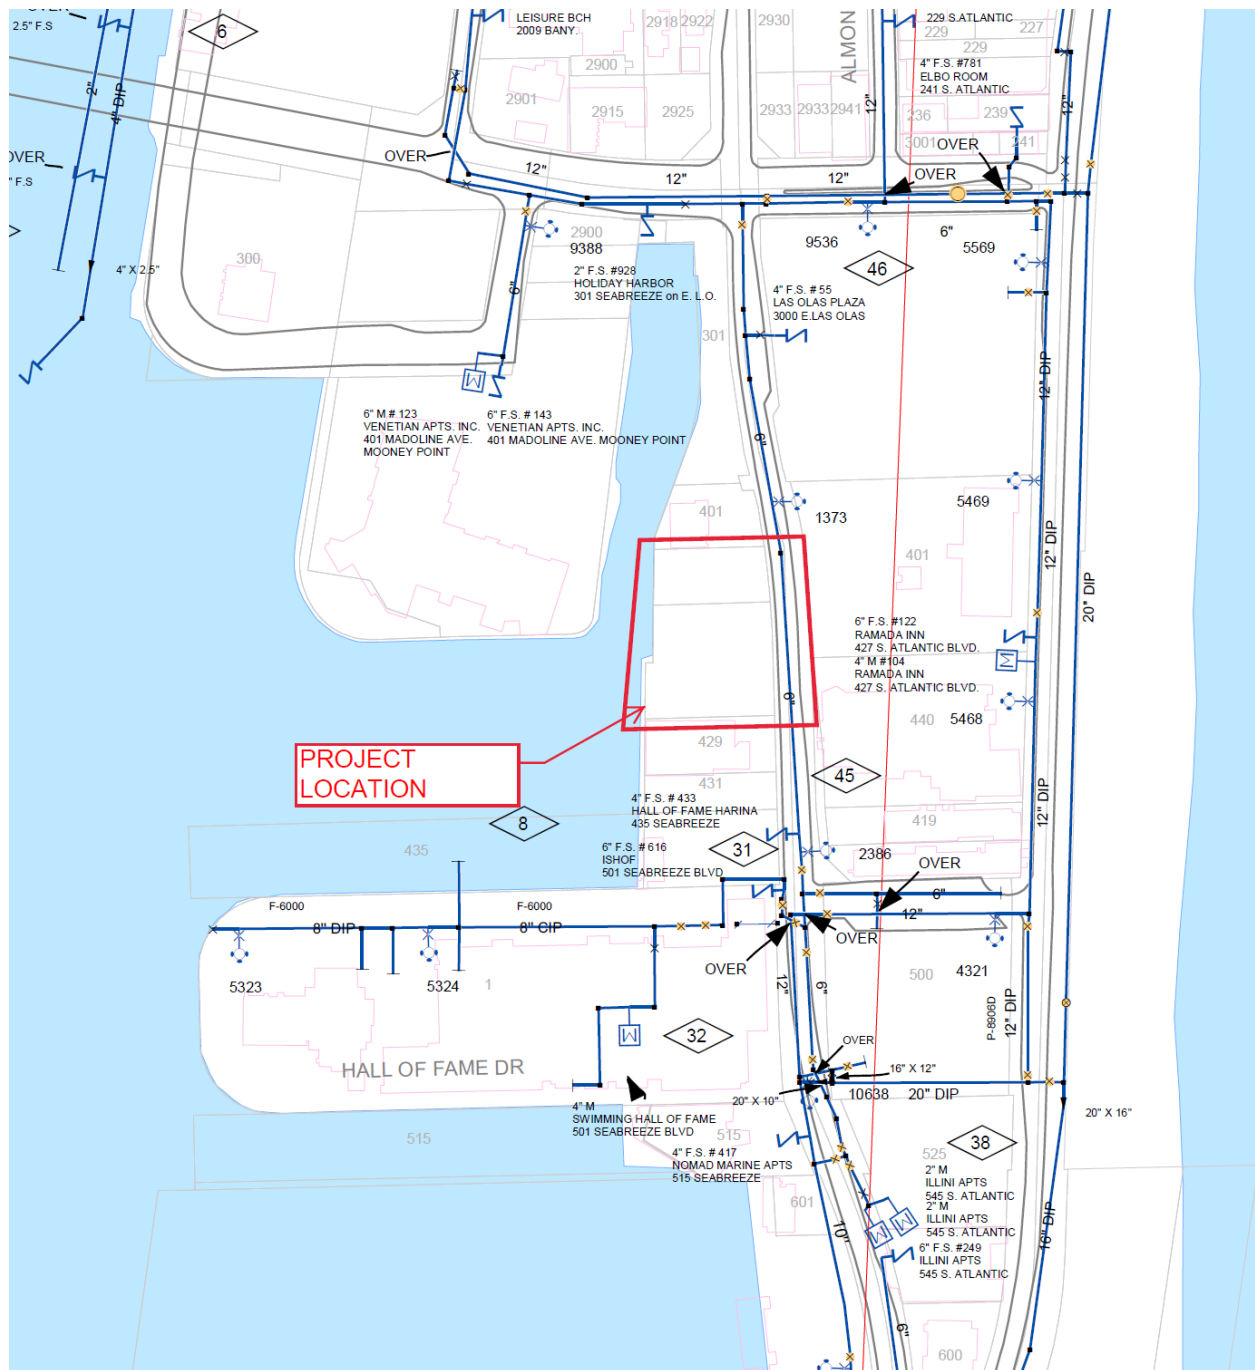 OVER
2.5" F.S
6
LEISURE BCH
2009 BANY.
2918
2922
2930
ALMON
229 S.ATLANTIC
229
227
229
2"
4" DIP
2900
2901
2915
2925
2933
2933
2941
12"
4" F.S. #781
ELBO ROOM
241 S. ATLANTIC
236
239
12"
3001
241
OVER
OVER
OVER
OVER
" F.S
12"
12"
12"
300
4" X 2.5"
2900
9388
6"
2" F.S. #928
HOLIDAY HARBOR
301 SEABREEZE on E. L.O.
9536
46
6"
5569
4" F.S. # 55
LAS OLAS PLAZA
3000 E.LAS OLAS
301
12" DIP
M
6" M # 123
VENETIAN APTS. INC.
401 MADOLINE AVE.
MOONEY POINT
6" F.S. # 143
VENETIAN APTS. INC.
401 MADOLINE AVE. MOONEY POINT
6"
401
1373
5469
401
12" DIP
20" DIP
6" F.S. #122
RAMADA INN
427 S. ATLANTIC BLVD.
4" M #104
RAMADA INN
427 S. ATLANTIC BLVD.
M
6"
440
5468
PROJECT
LOCATION
429
431
45
8
4" F.S. # 433
HALL OF FAME HARINA
435 SEABREEZE
12" DIP
419
435
6" F.S. # 616
ISHOF
501 SEABREEZE BLVD
31
2386
OVER
F-6000
F-6000
6"
12"
8" DIP
8" CIP
OVER
OVER
5323
5324
1
12"
6"
500
4321
P-8906D
12" DIP
M
32
OVER
HALL OF FAME DR
16" X 12"
20" X 10"
10638
20" DIP
20" X 16"
4" M
SWIMMING HALL OF FAME
501 SEABREEZE BLVD
515
515
4" F.S. # 417
NOMAD MARINE APTS
515 SEABREEZE
38
525
2" M
ILLINI APTS
545 S. ATLANTIC
2" M
ILLINI APTS
545 S. ATLANTIC
6" F.S. #249
ILLINI APTS
545 S. ATLANTIC
601
M
M
10"
16" DIP
6"
600